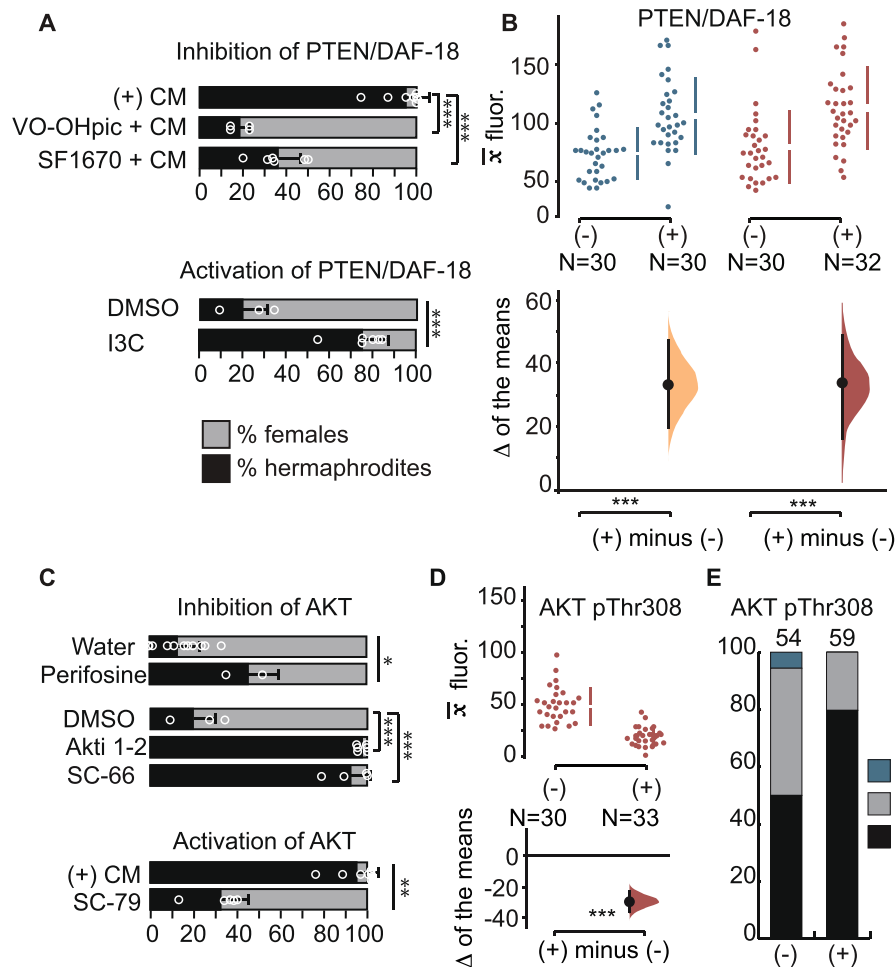 A
Inhibition of PTEN/DAF-18
(+) CM
VO-OHpic + CM
SF1670 + CM
***
***
0 20 40 60 80 100
Activation of PTEN/DAF-18
DMSO
I3C
***
0 20 40 60 80 100
% females
% hermaphrodites
B
PTEN/DAF-18
x̅ fluor.
150
100
50
0
(-) (+) (-) (+)
N=30 N=30 N=30 N=32
Δ of the means
60
40
20
0
*** ***
(+) minus (-) (+) minus (-)
C
Inhibition of AKT
Water
Perifosine
*
DMSO
Akti 1-2
SC-66
***
***
Activation of AKT
(+) CM
SC-79
**
0 20 40 60 80 100
D
AKT pThr308
x̅ fluor.
150
100
50
0
(-) (+)
N=30 N=33
Δ of the means
0
-20
-40
***
(+) minus (-)
E
AKT pThr308
54 59
100
80
60
40
20
0
(-) (+)